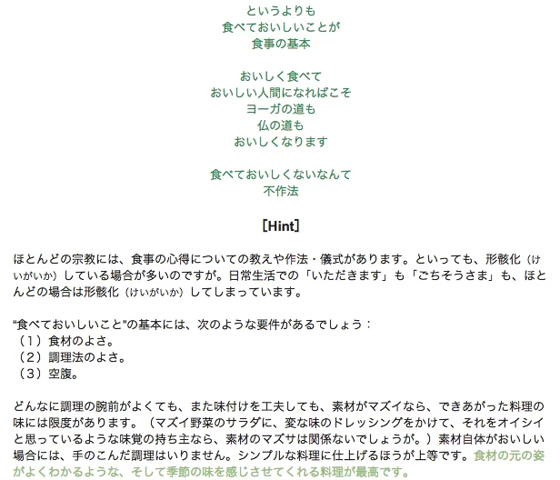 というよりも
食べておいしいことが
食事の基本
おいしく食べて
おいしい人間になればこそ
ヨーガの道も
仏の道も
おいしくなります
食べておいしくないなんて
不作法
［Hint］
ほとんどの宗教には、食事の心得についての教えや作法・儀式があります。といっても、形骸化（け
いがいか）している場合が多いのですが。日常生活での「いただきます」も「ごちそうさま」も、ほと
んどの場合は形骸化（けいがいか）してしまっています。
“食べておいしいこと”の基本には、次のような要件があるでしょう：
（１）食材のよさ。
（２）調理法のよさ。
（３）空腹。
どんなに調理の腕前がよくても、また味付けを工夫しても、素材がマズイなら、できあがった料理の
味には限度があります。（マズイ野菜のサラダに、変な味のドレッシングをかけて、それをオイシイ
と思っているような味覚の持ち主なら、素材のマズサは関係ないでしょうが。）素材自体がおいしい
場合には、手のこんだ調理はいりません。シンプルな料理に仕上げるほうが上等です。食材の元の姿
がよくわかるような、そして季節の味を感じさせてくれる料理が最高です。